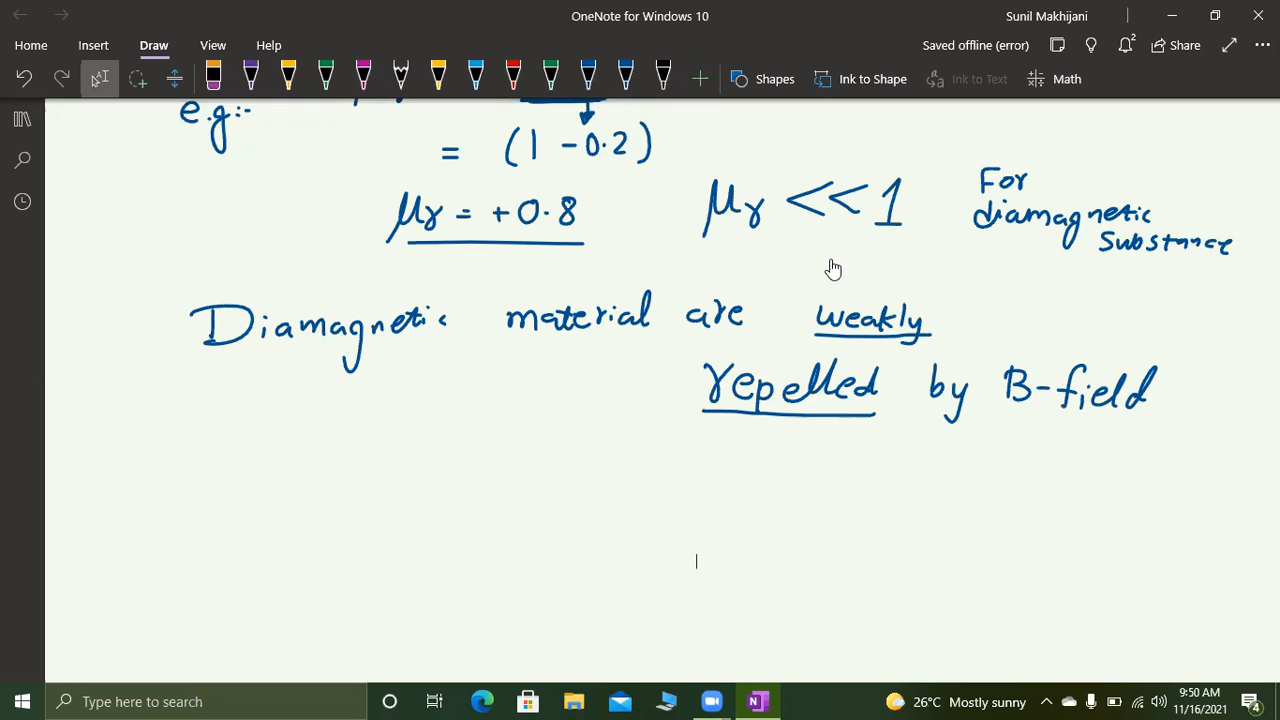 OneNote for Windows 10
Sunil Makhijani
Home Insert Draw View Help
Saved offline (error)
Share
Shapes
Ink to Shape
Ink to Text
Math
e.g:-
= (1 - 0.2)
μr = +0.8
μr << 1
For
diamagnetic
Substance
Diamagnetic material are weakly
repelled by B-field
Type here to search
26°C Mostly sunny
9:50 AM
11/16/2021
4